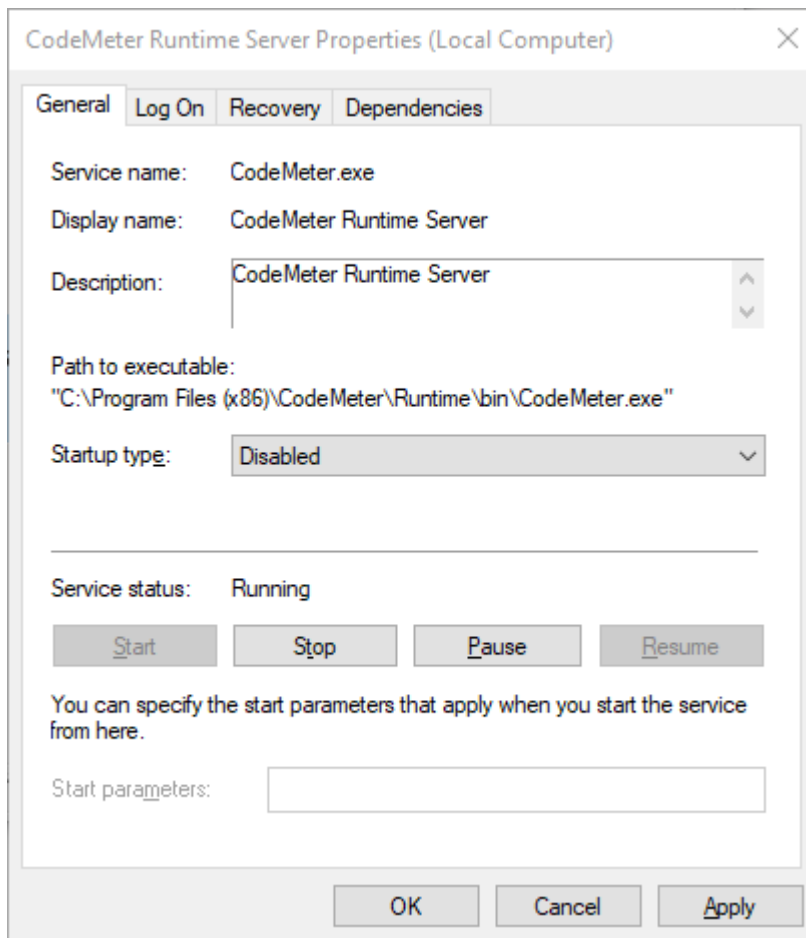 CodeMeter Runtime Server Properties (Local Computer)
General Log On Recovery Dependencies
Service name: CodeMeter.exe
Display name: CodeMeter Runtime Server
Description: CodeMeter Runtime Server
Path to executable:
"C:\Program Files (x86)\CodeMeter\Runtime\bin\CodeMeter.exe"
Startup type: Disabled
Service status: Running
Start Stop Pause Resume
You can specify the start parameters that apply when you start the service
from here.
Start parameters:
OK Cancel Apply